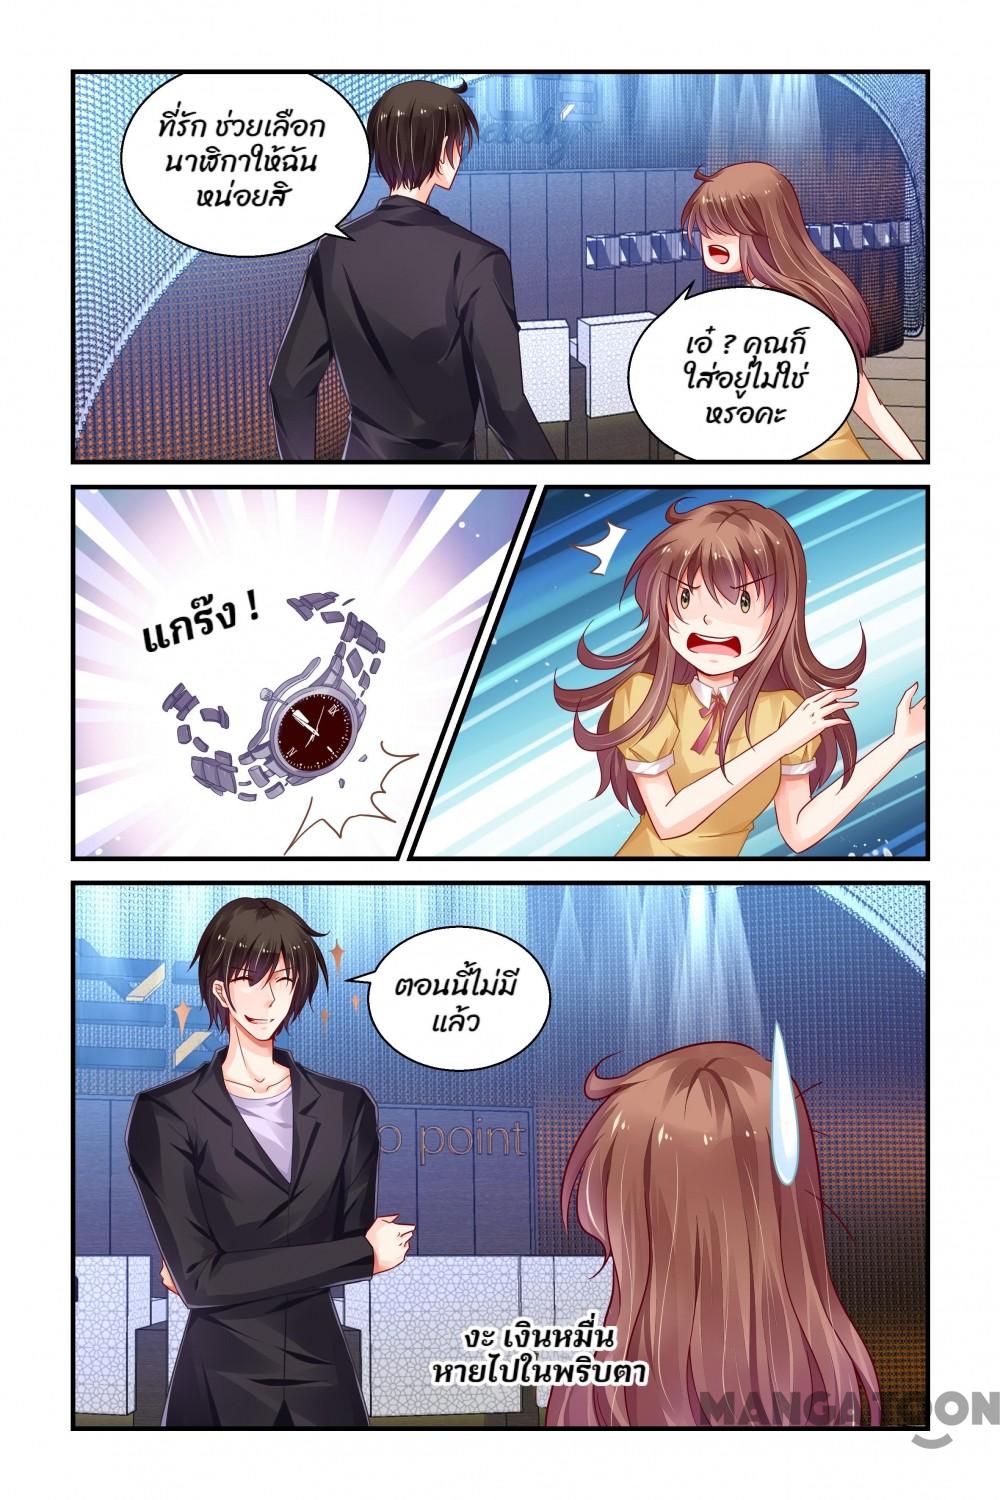 ที่รัก ช่วยเลือก
นาฬิกาให้ฉัน
หน่อยสิ
เอ๋ ? คุณก็
ใส่อยู่ไม่ใช่
หรอคะ
แกร๊ง !
ตอนนี้ไม่มี
แล้ว
o point
งะ เงินหมื่น
หายไปในพริบตา
MANGATOON